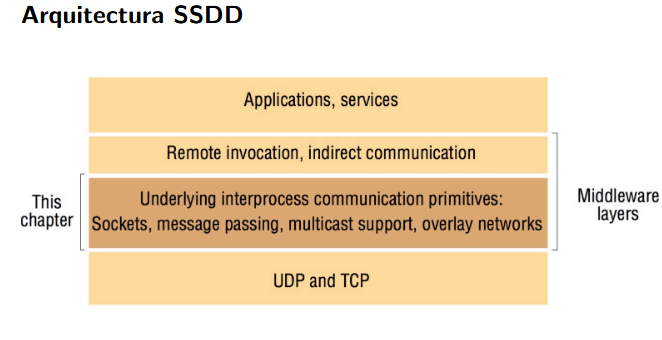 Arquitectura SSDD
Applications, services
Remote invocation, indirect communication
This
chapter
Underlying interprocess communication primitives:
Sockets, message passing, multicast support, overlay networks
Middleware
layers
UDP and TCP